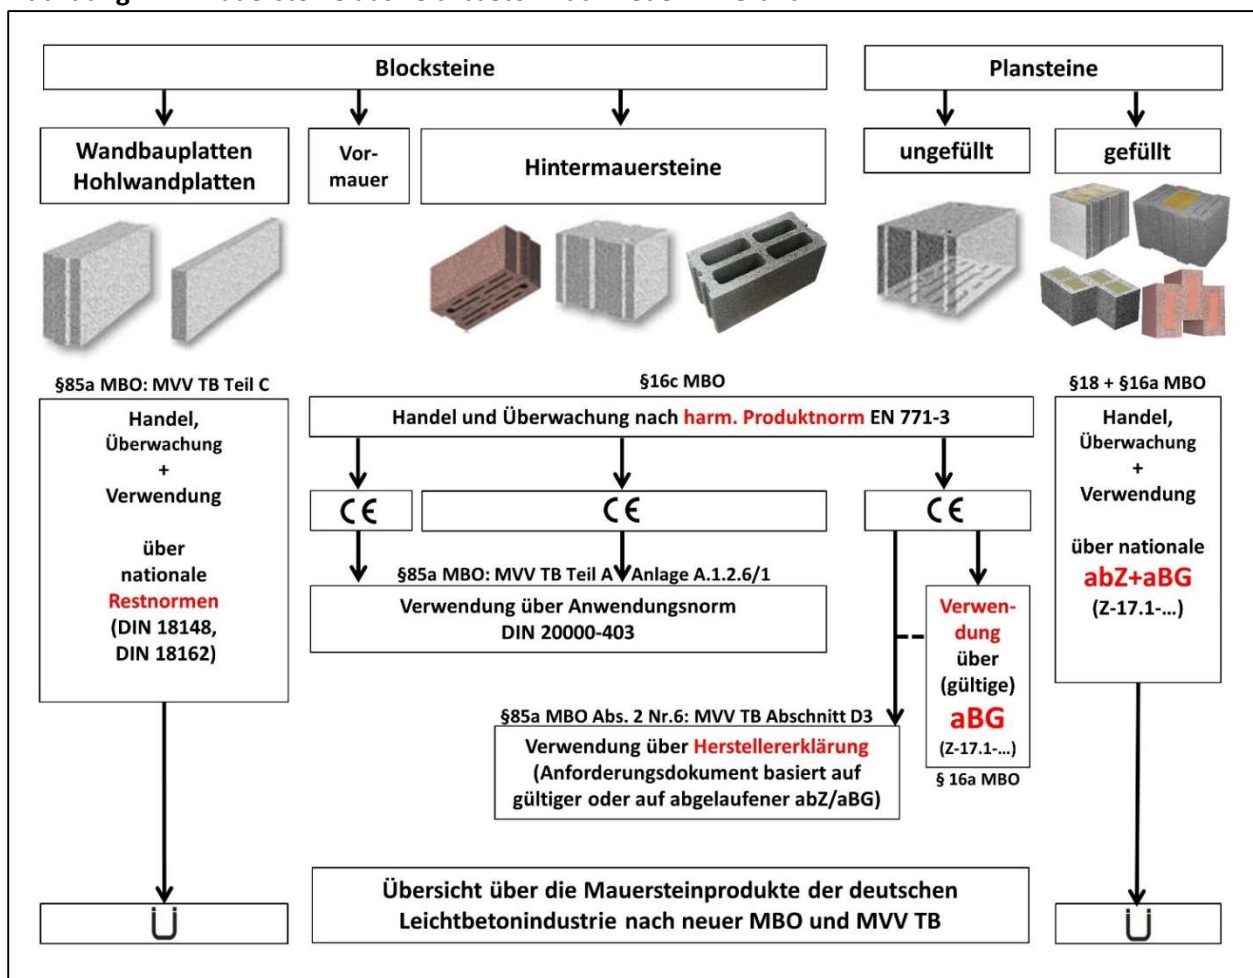 Blocksteine
Plansteine
Wandbauplatten
Hohlwandplatten
Vor-
mauer
Hintermauersteine
ungefüllt
gefüllt
§85a MBO: MVV TB Teil C
Handel,
Überwachung
+
Verwendung
über
nationale
Restnormen
(DIN 18148,
DIN 18162)
§16c MBO
Handel und Überwachung nach harm. Produktnorm EN 771-3
CE
CE
CE
§85a MBO: MVV TB Teil A Anlage A.1.2.6/1
Verwendung über Anwendungsnorm
DIN 20000-403
Verwen-
dung
über
(gültige)
aBG
(Z-17.1-...)
§ 16a MBO
§85a MBO Abs. 2 Nr.6: MVV TB Abschnitt D3
Verwendung über Herstellererklärung
(Anforderungsdokument basiert auf
gültiger oder auf abgelaufener abZ/aBG)
§18 + §16a MBO
Handel,
Überwachung
+
Verwendung
über nationale
abZ+aBG
(Z-17.1-...)
Ü
Übersicht über die Mauersteinprodukte der deutschen
Leichtbetonindustrie nach neuer MBO und MVV TB
Ü